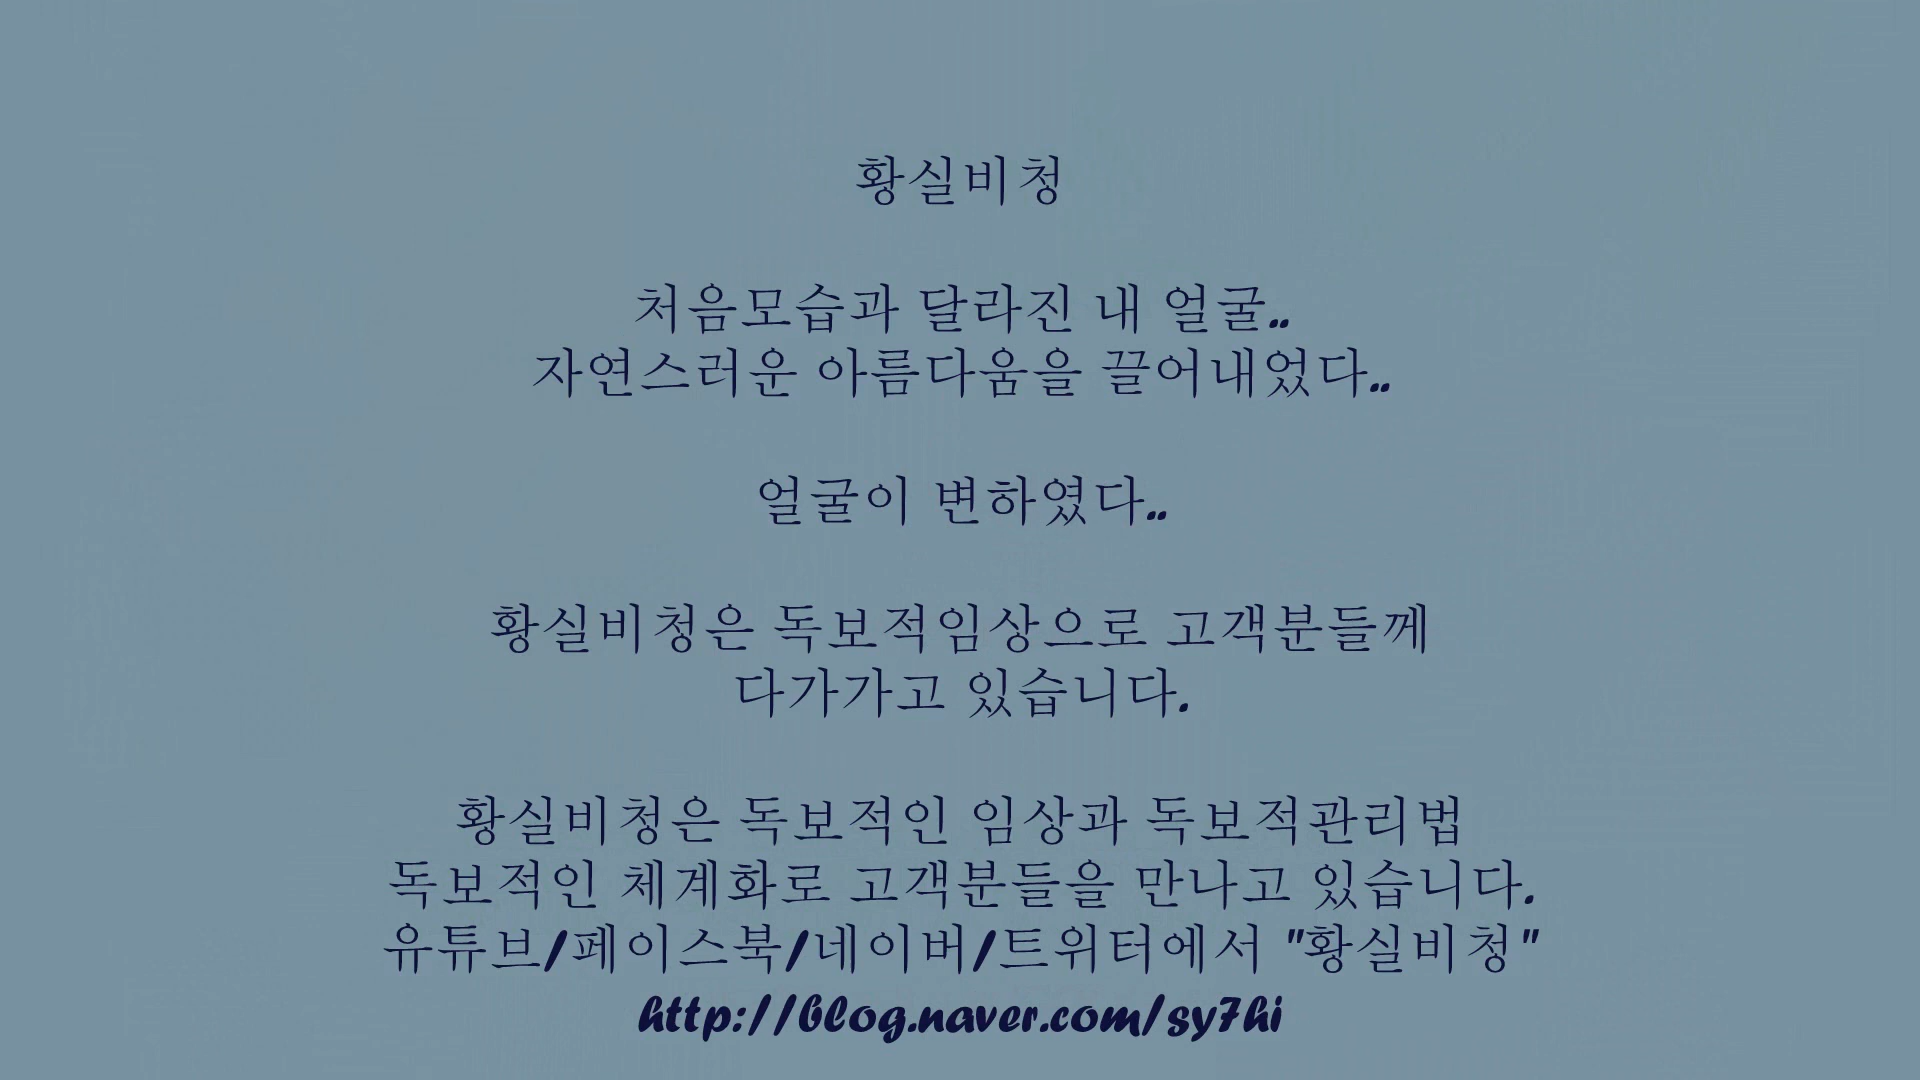 황실비청
처음모습과 달라진 내 얼굴..
자연스러운 아름다움을 끌어내었다..
얼굴이 변하였다..
황실비청은 독보적임상으로 고객분들께
다가가고 있습니다.
황실비청은 독보적인 임상과 독보적관리법
독보적인 체계화로 고객분들을 만나고 있습니다.
유튜브/페이스북/네이버/트위터에서 "황실비청"
http://blog.naver.com/sy7hi